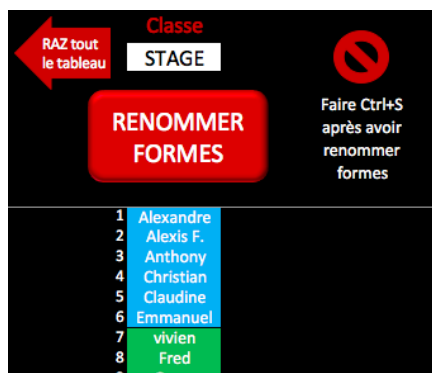 Classe
RAZ tout
le tableau
STAGE
RENOMMER
FORMES
Faire Ctrl+S
après avoir
renommer
formes
1 Alexandre
2 Alexis F.
3 Anthony
4 Christian
5 Claudine
6 Emmanuel
7 vivien
8 Fred